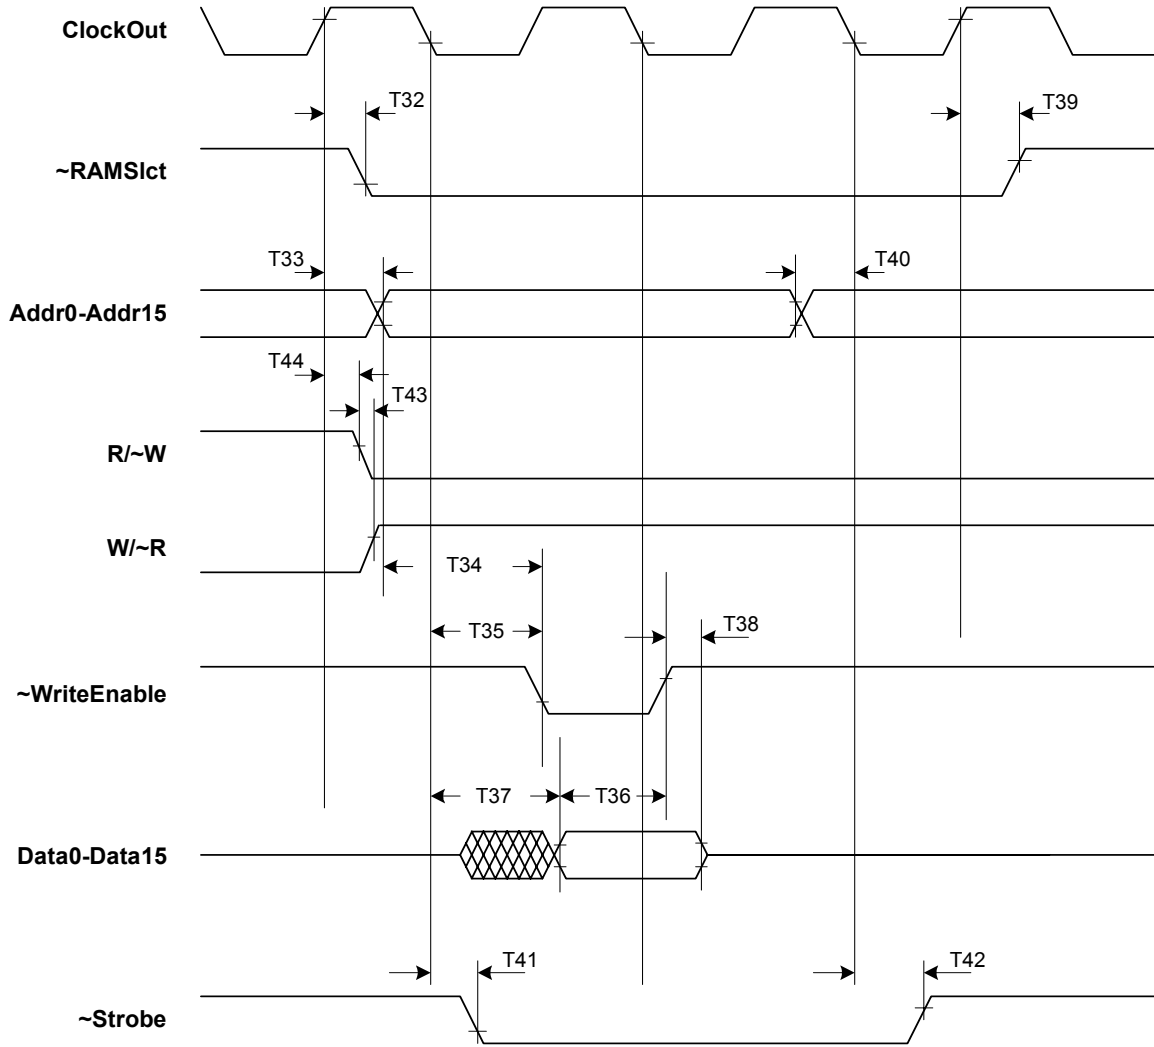 ClockOut
T32
T39
~RAMSlct
T33
T40
Addr0-Addr15
T44
T43
R/~W
W/~R
T34
T35
T38
~WriteEnable
T37
T36
Data0-Data15
T41
T42
~Strobe